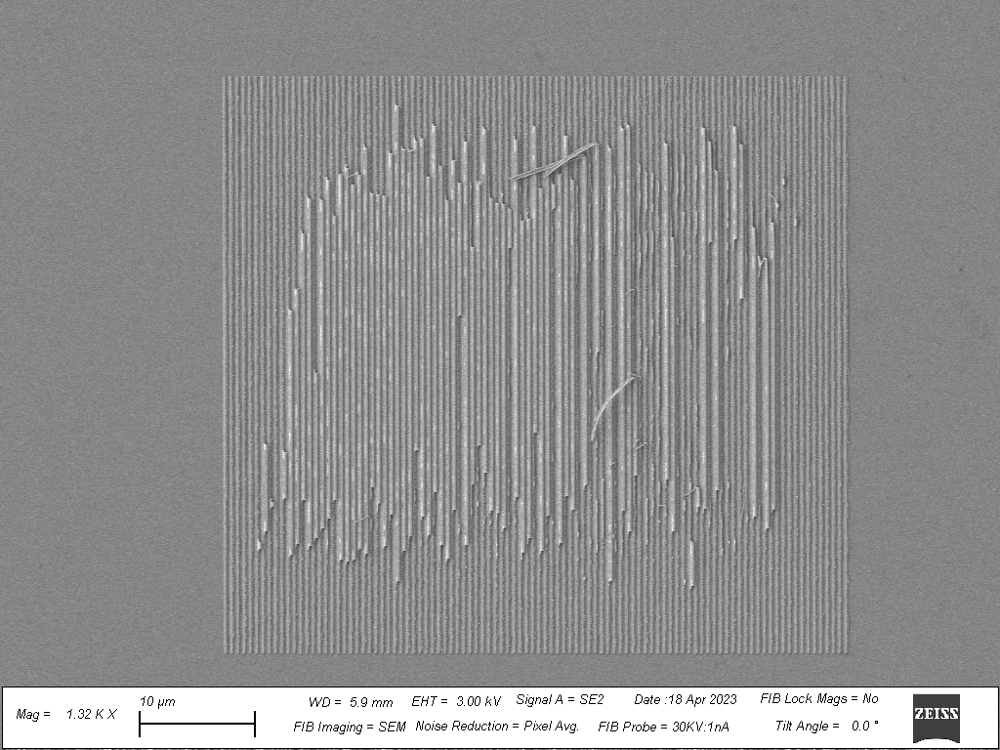 Mag = 1.32 K X
10 µm
WD = 5.9 mm EHT = 3.00 kV Signal A = SE2 Date :18 Apr 2023 FIB Lock Mags = No
FIB Imaging = SEM Noise Reduction = Pixel Avg. FIB Probe = 30KV:1nA Tilt Angle = 0.0 °
ZEISS